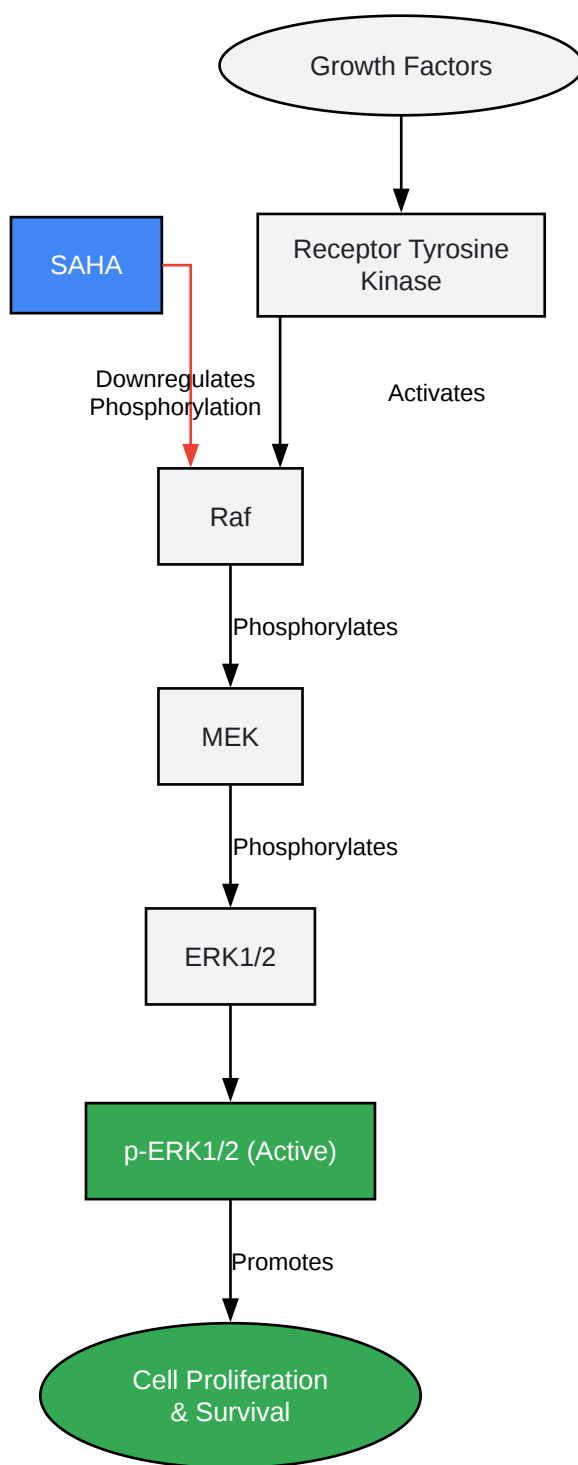 Growth Factors
SAHA
Receptor Tyrosine
Kinase
Downregulates
Phosphorylation
Activates
Raf
Phosphorylates
MEK
Phosphorylates
ERK1/2
p-ERK1/2 (Active)
Promotes
Cell Proliferation
& Survival